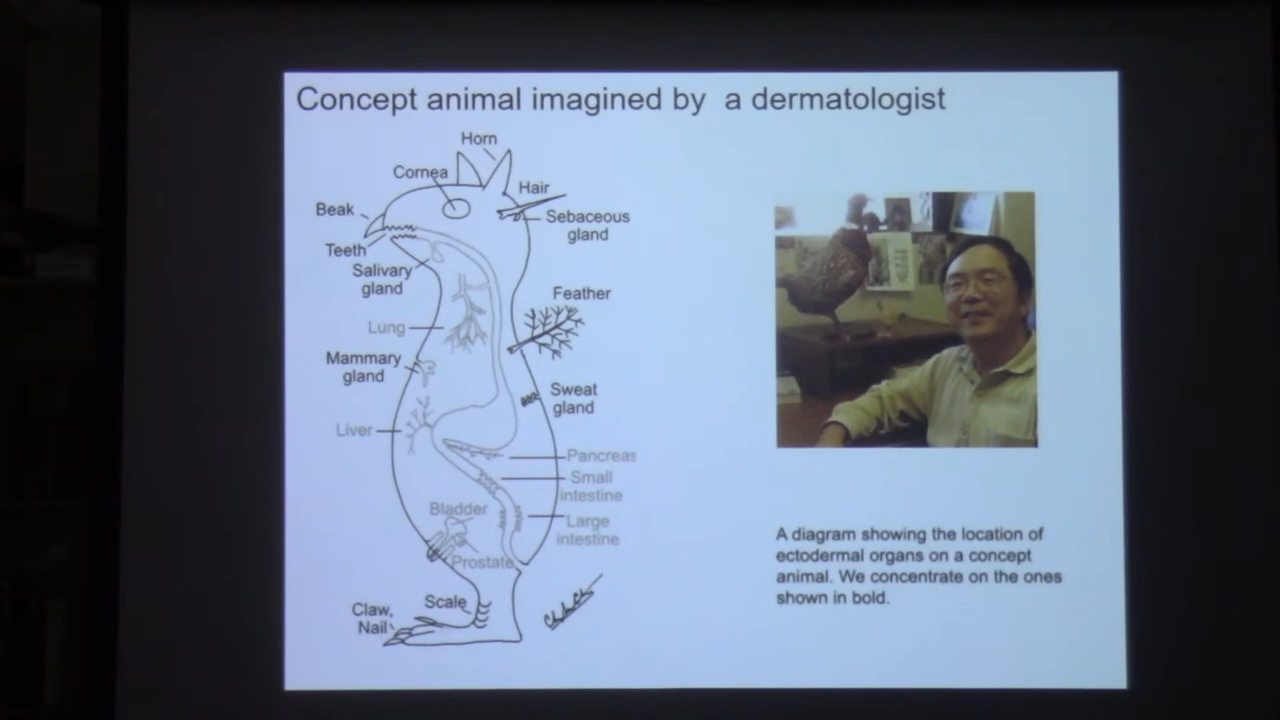 Concept animal imagined by a dermatologist
Horn
Cornea
Hair
Beak
Sebaceous
gland
Teeth
Salivary
gland
Feather
Lung
Mammary
gland
Sweat
gland
Liver
Pancreas
Small
intestine
Bladder
Large
intestine
Prostate
Scale
Claw,
Nail
A diagram showing the location of
ectodermal organs on a concept
animal. We concentrate on the ones
shown in bold.